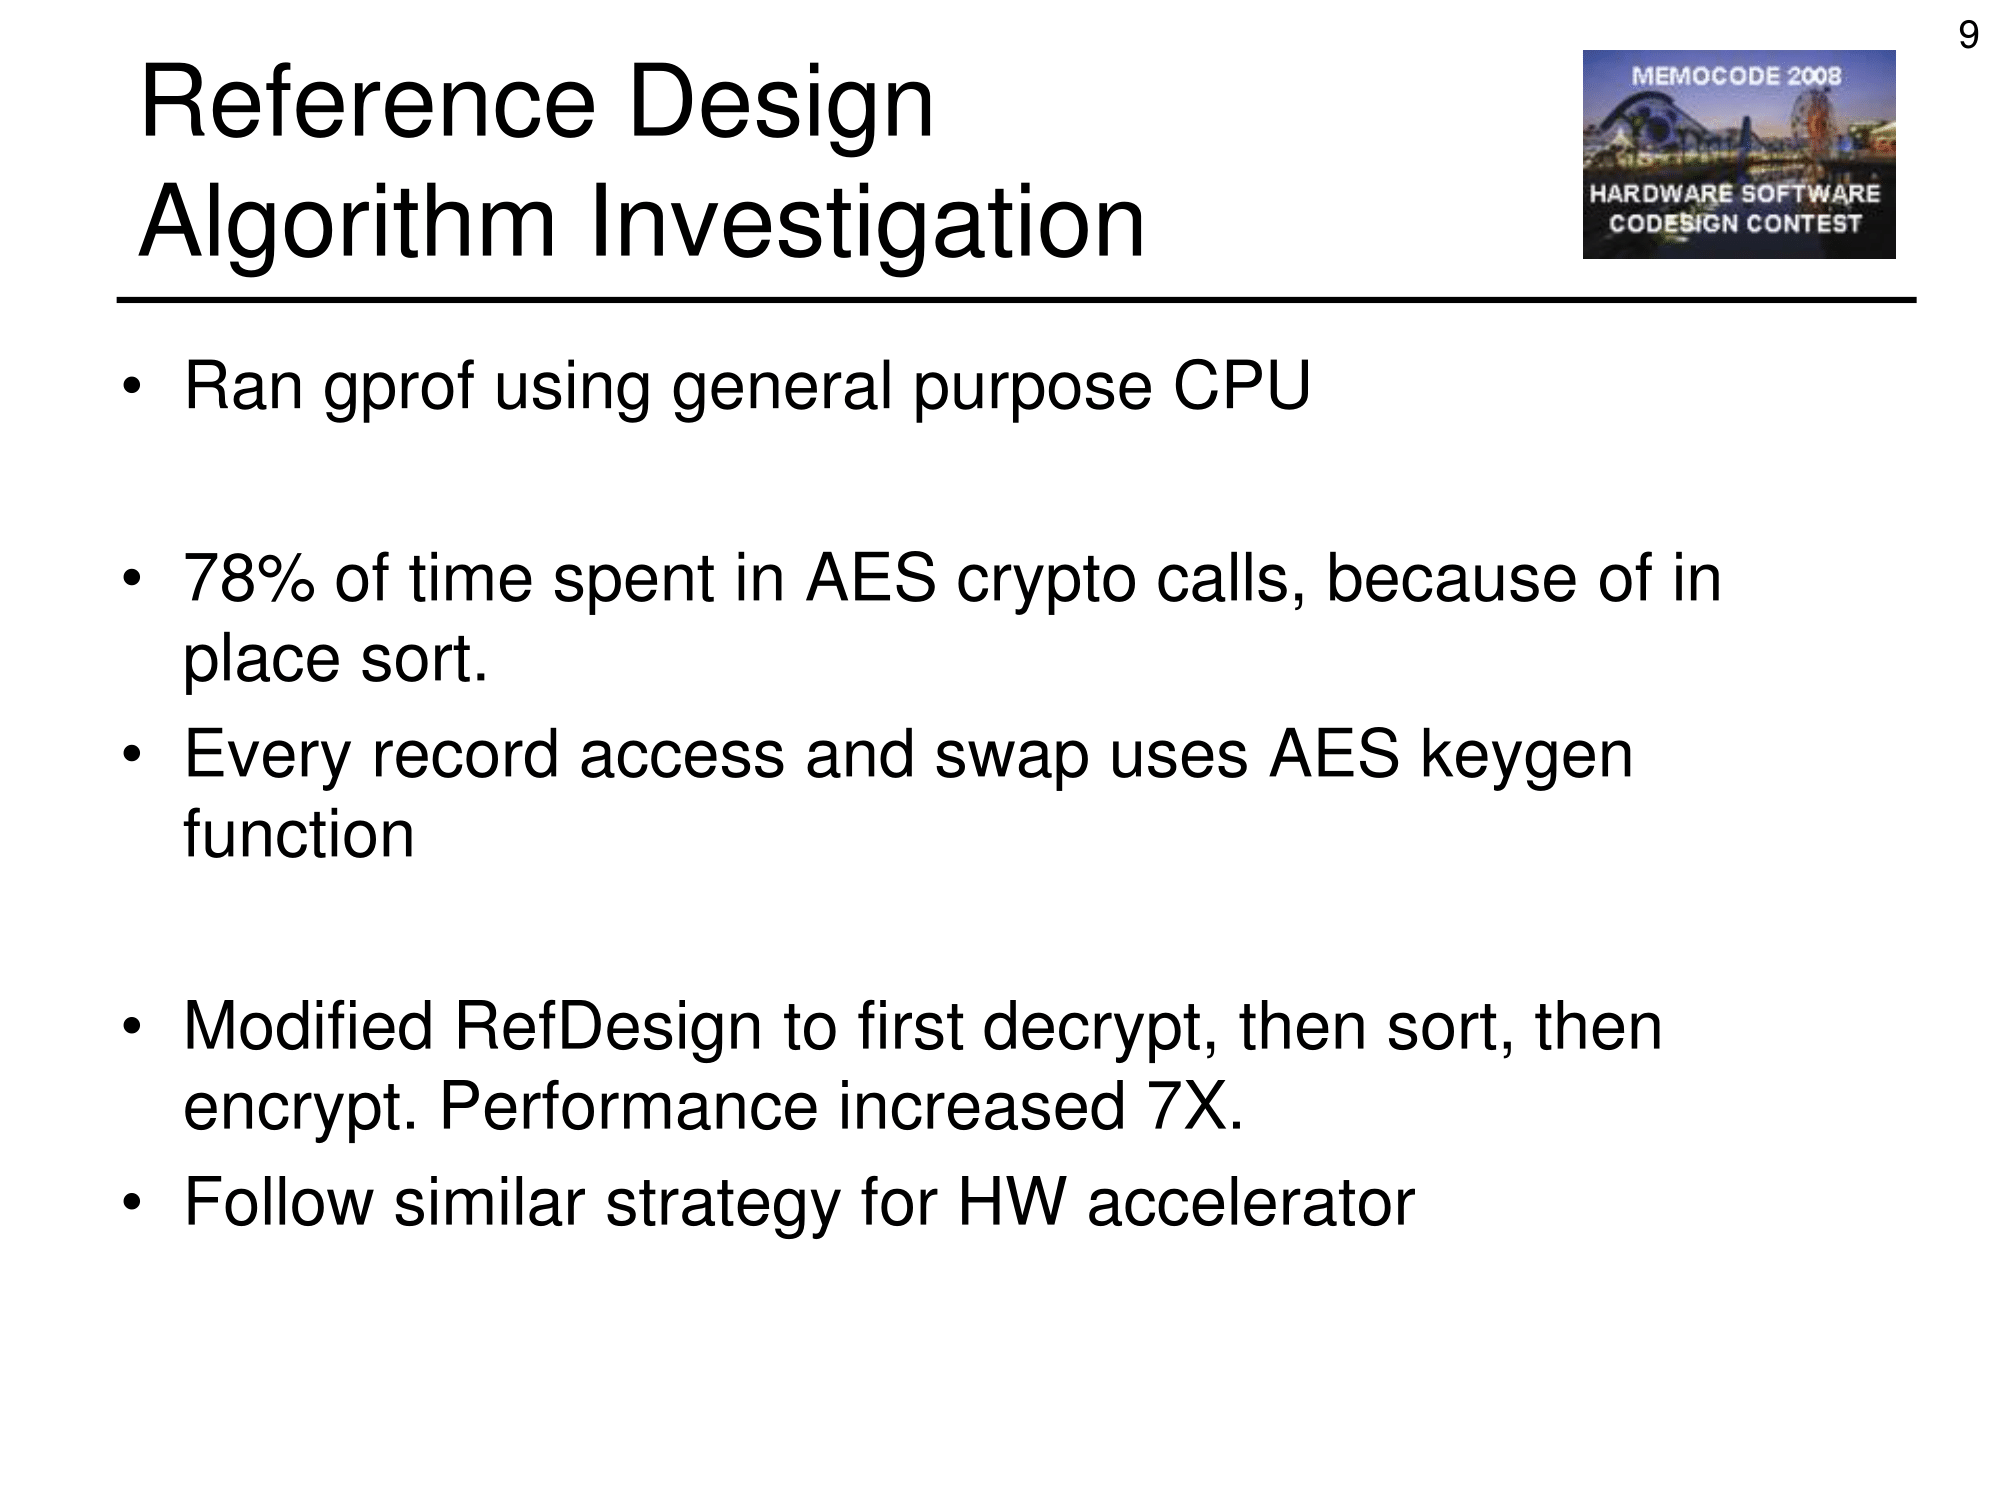 9
Reference Design
Algorithm Investigation
MEMOCODE 2008
HARDWARE SOFTWARE
CODESIGN CONTEST
• Ran gprof using general purpose CPU
• 78% of time spent in AES crypto calls, because of in
place sort.
• Every record access and swap uses AES keygen
function
• Modified RefDesign to first decrypt, then sort, then
encrypt. Performance increased 7X.
• Follow similar strategy for HW accelerator